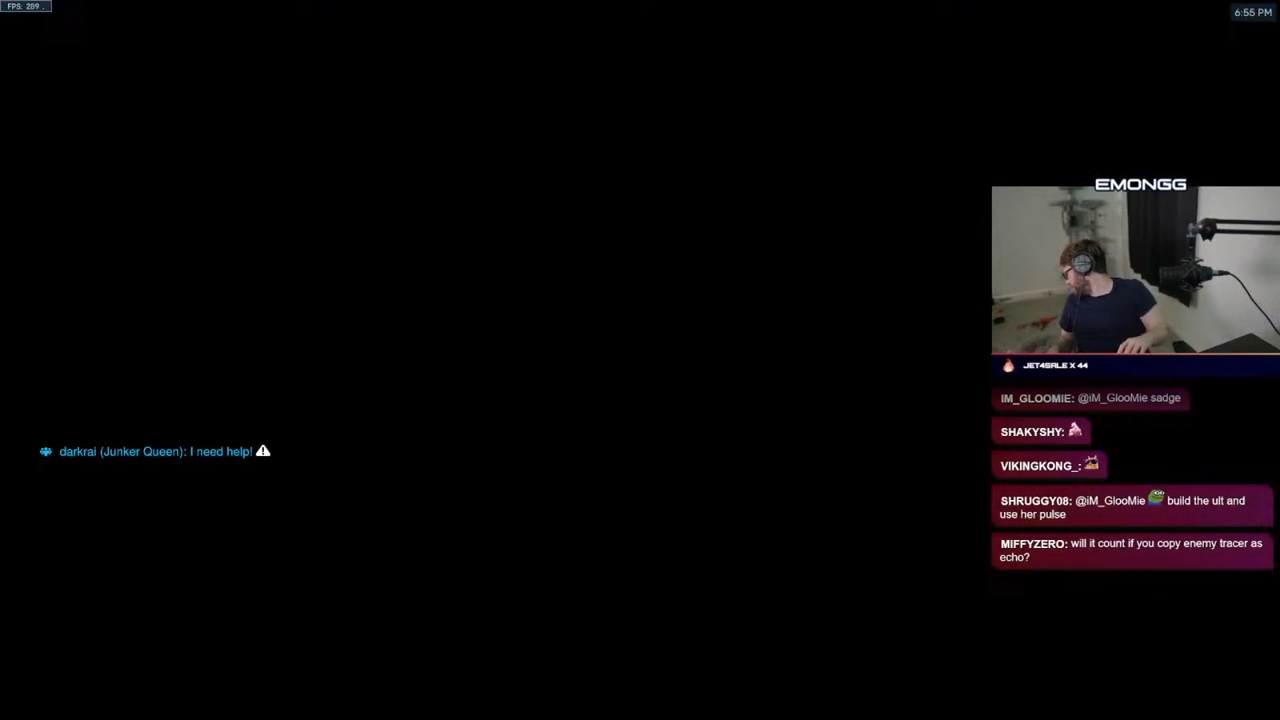 FPS: 289 .
6:55 PM
EMONGG
JET4SALE X 44
IM_GLOOMIE: @iM_GlooMie sadge
SHAKYSHY:
VIKINGKONG_:
darkrai (Junker Queen): I need help!
SHRUGGY08: @iM_GlooMie build the ult and
use her pulse
MIFFYZERO: will it count if you copy enemy tracer as
echo?